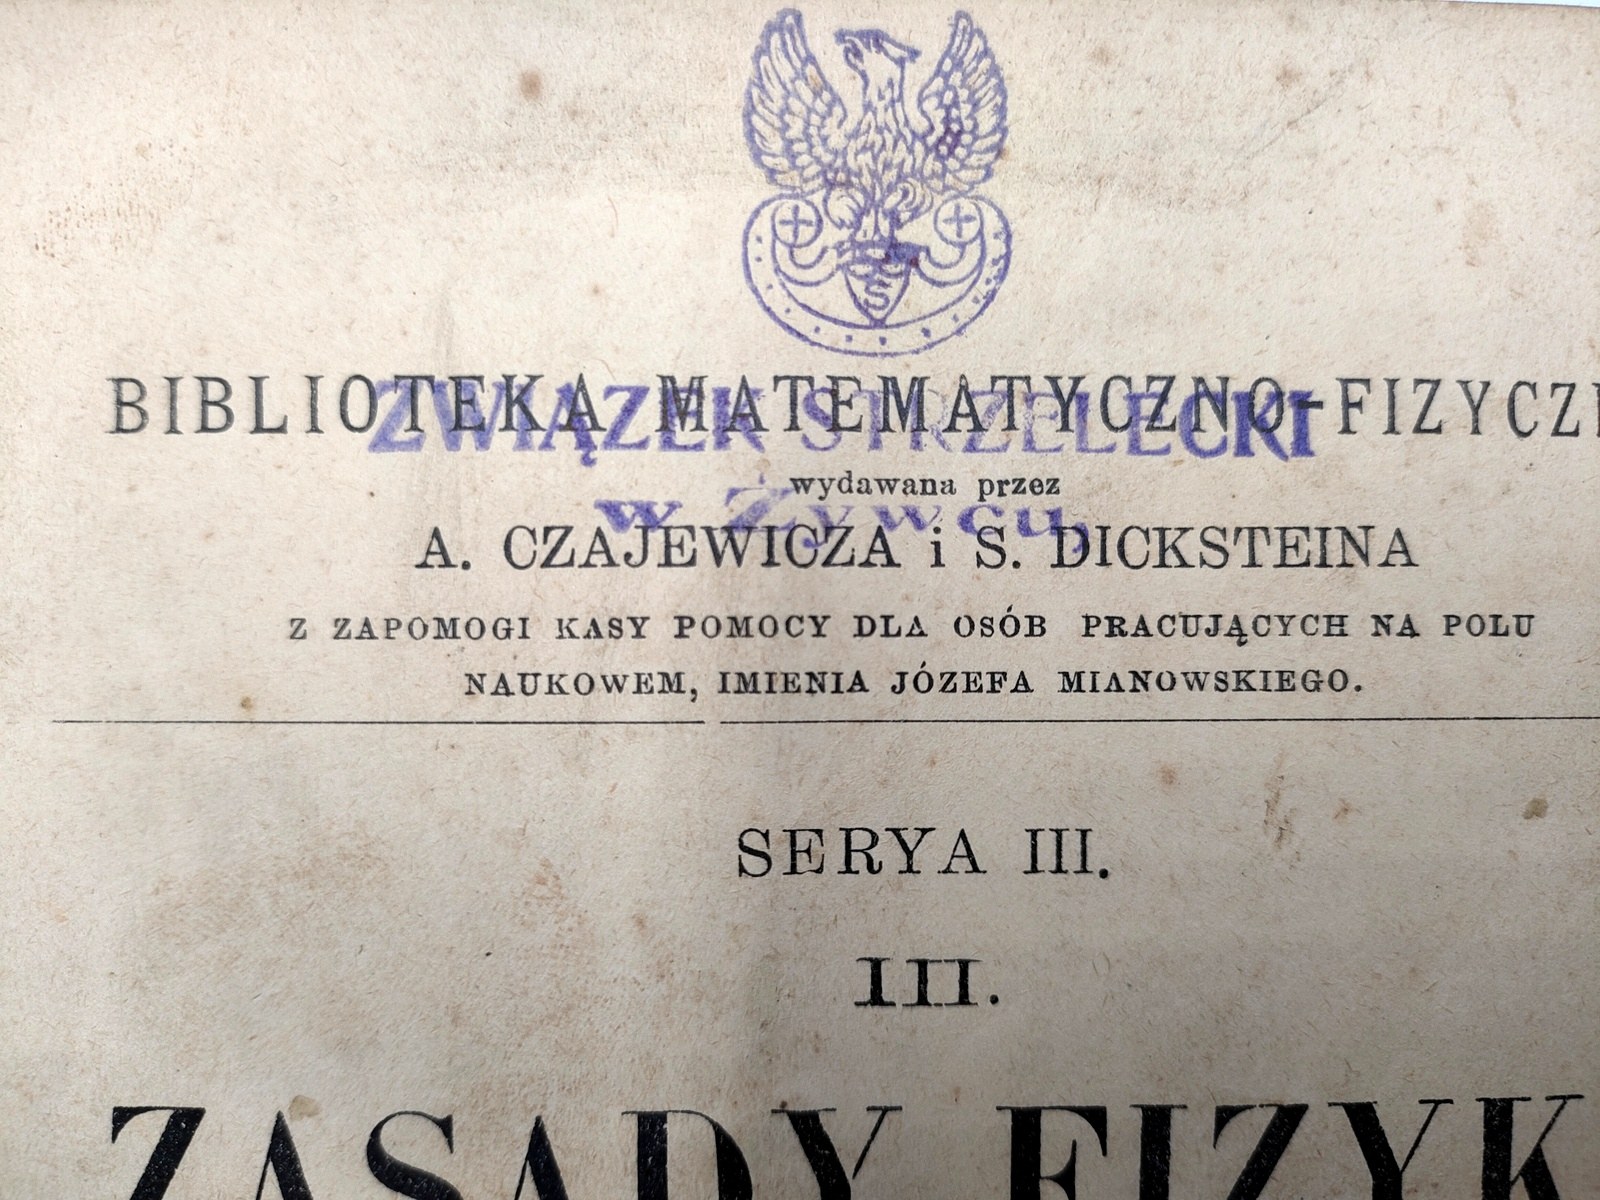 S
BIBLIOTEKA MATEMATYCZNO-FIZYCZ
ZWIĄZEK STRZELECKI
wydawana przez
w Żywcu,
A. CZAJEWICZA i S. DICKSTEINA
Z ZAPOMOGI KASY POMOCY DLA OSÓB PRACUJĄCYCH NA POLU
NAUKOWEM, IMIENIA JÓZEFA MIANOWSKIEGO.
SERYA III.
III.
ZASADY FIZYK